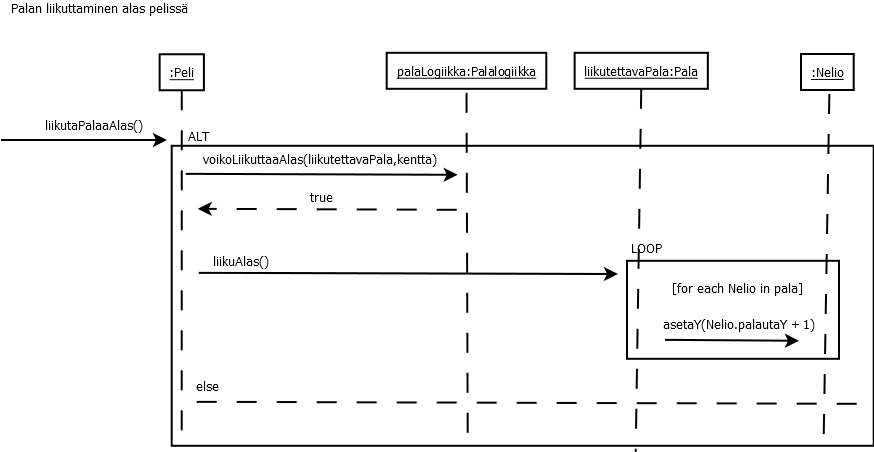 Palan liikuttaminen alas pelissä
:Peli
palaLogiikka:Palalogiikka
liikutettavaPala:Pala
:Nelio
liikutaPalaaAlas()
ALT
voikoLiikuttaaAlas(liikutettavaPala,kentta)
true
liikuAlas()
LOOP
[for each Nelio in pala]
asetaY(Nelio.palautaY + 1)
else